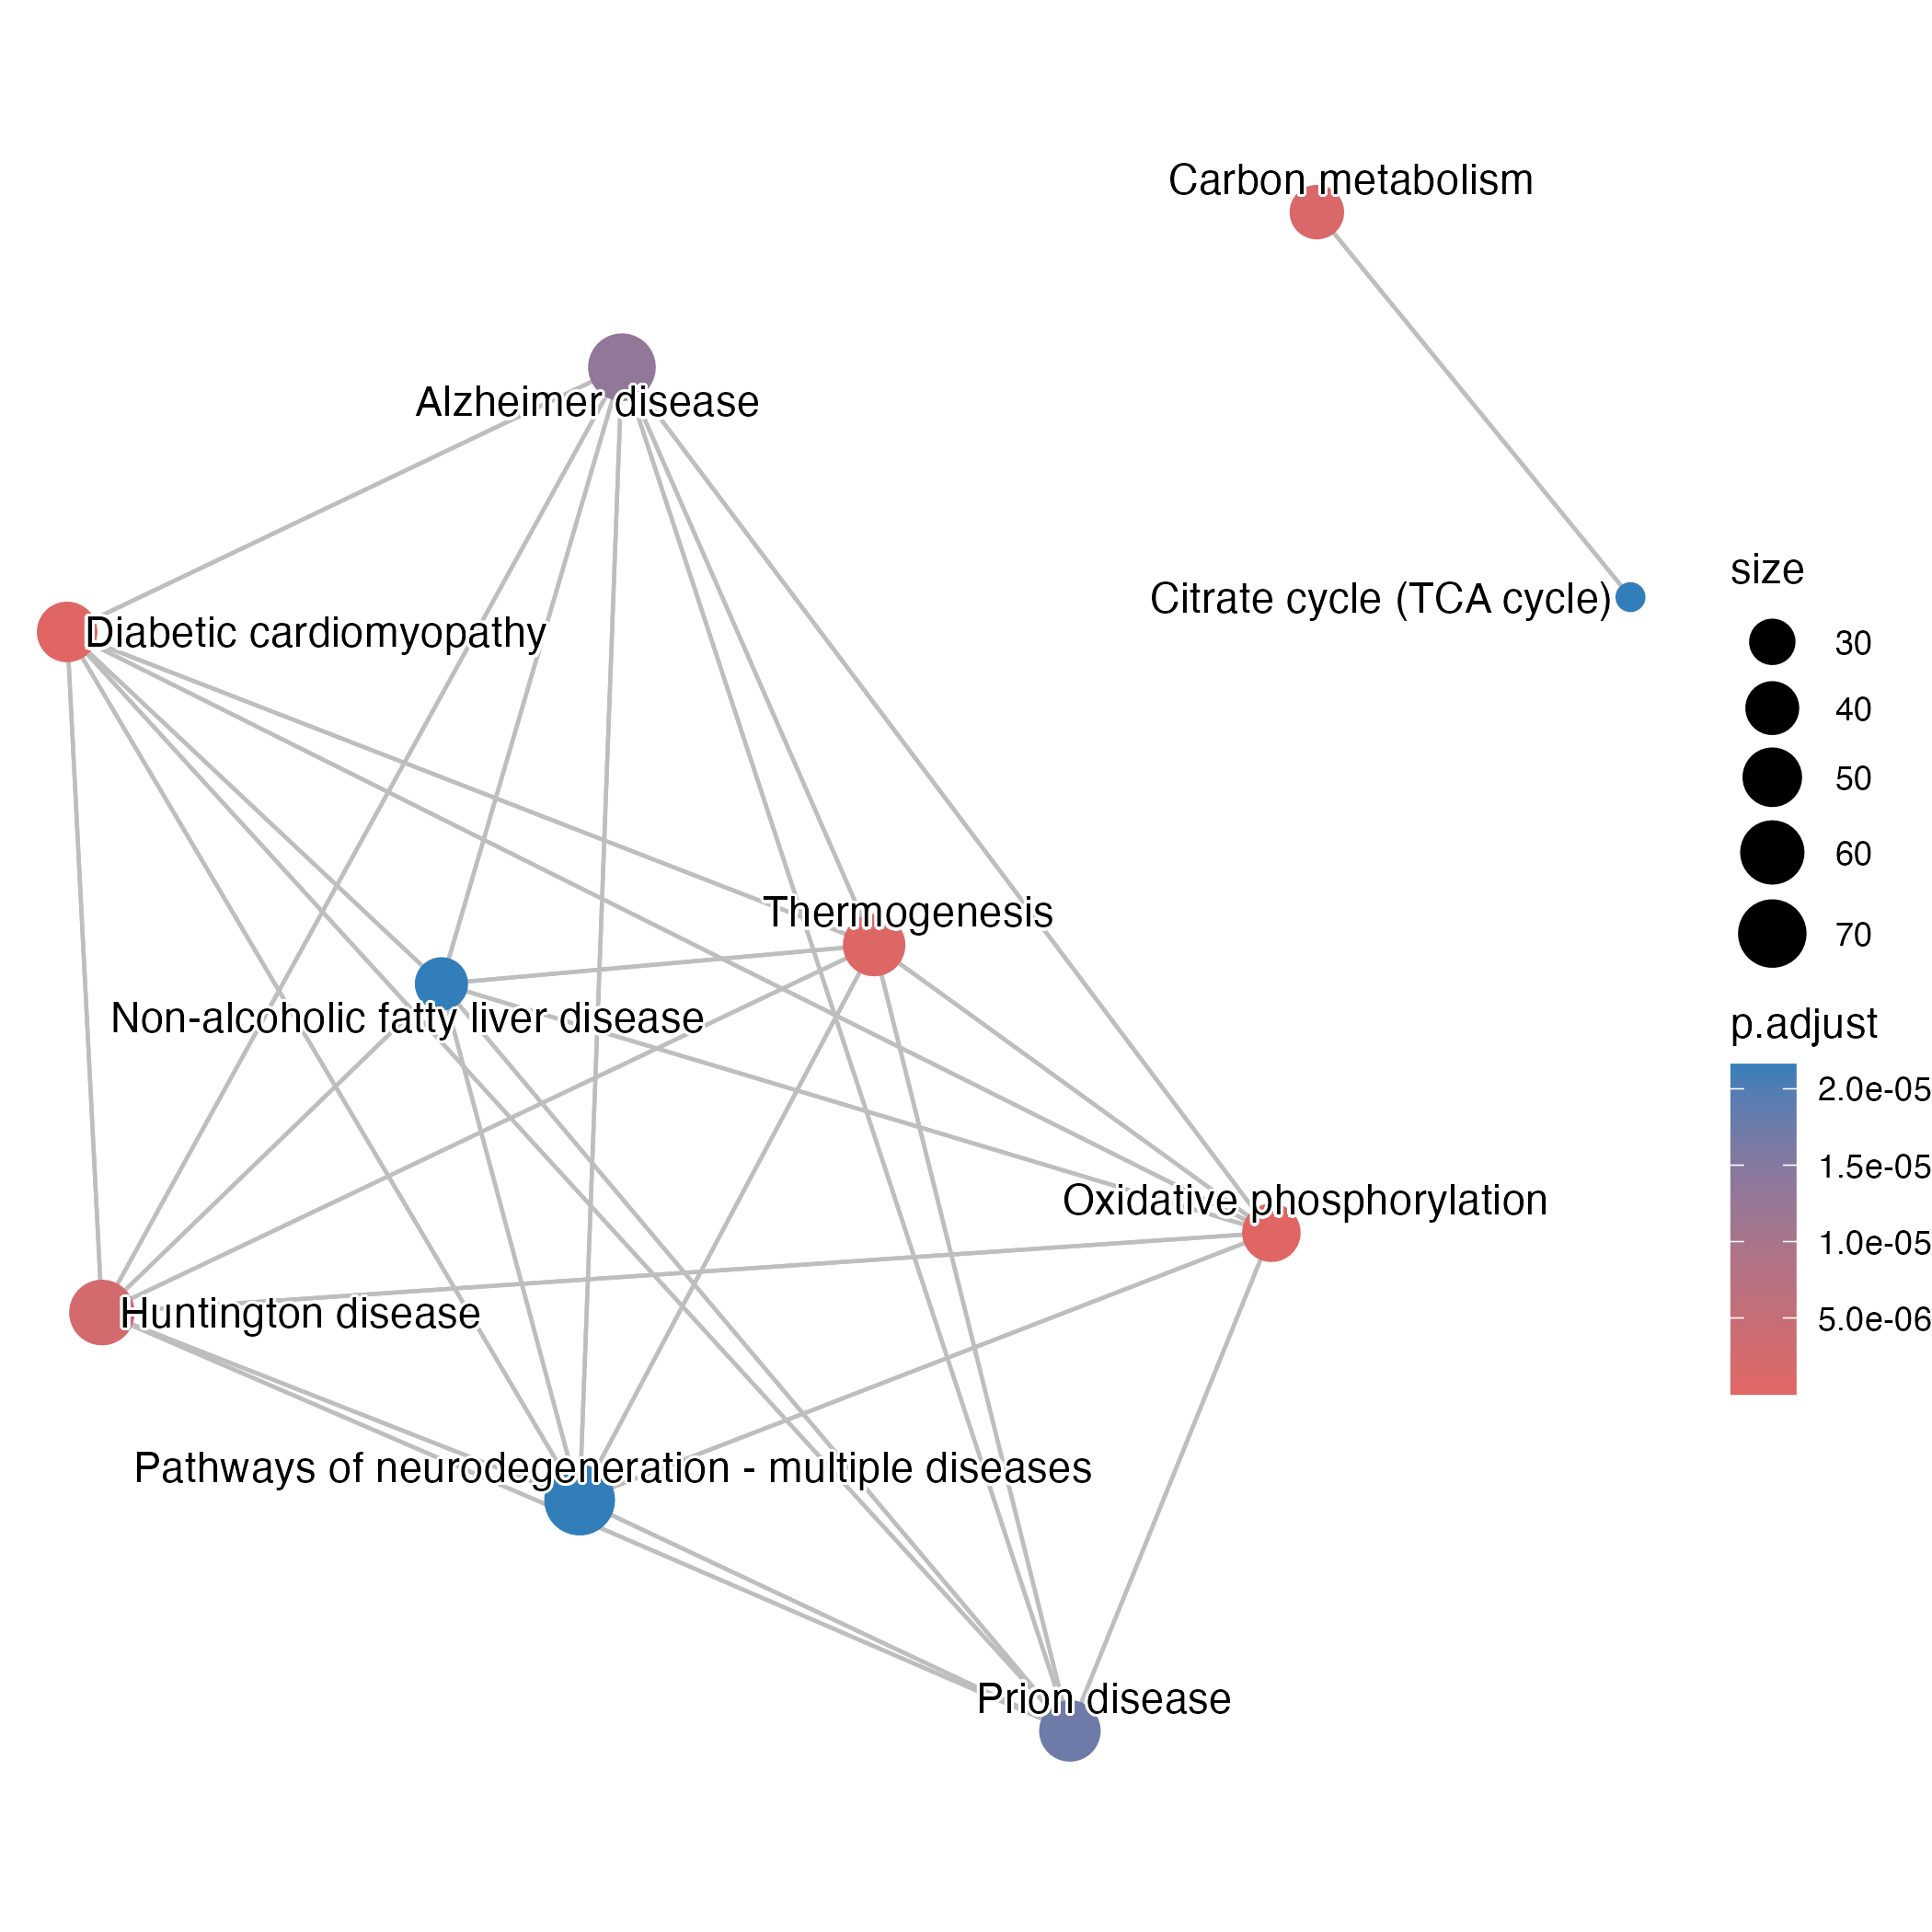 Carbon metabolism
Alzheimer disease
Citrate cycle (TCA cycle)
Diabetic cardiomyopathy
Thermogenesis
Non-alcoholic fatty liver disease
Oxidative phosphorylation
Huntington disease
Pathways of neurodegeneration - multiple diseases
Prion disease
size
30
40
50
60
70
p.adjust
2.0e-05
1.5e-05
1.0e-05
5.0e-06